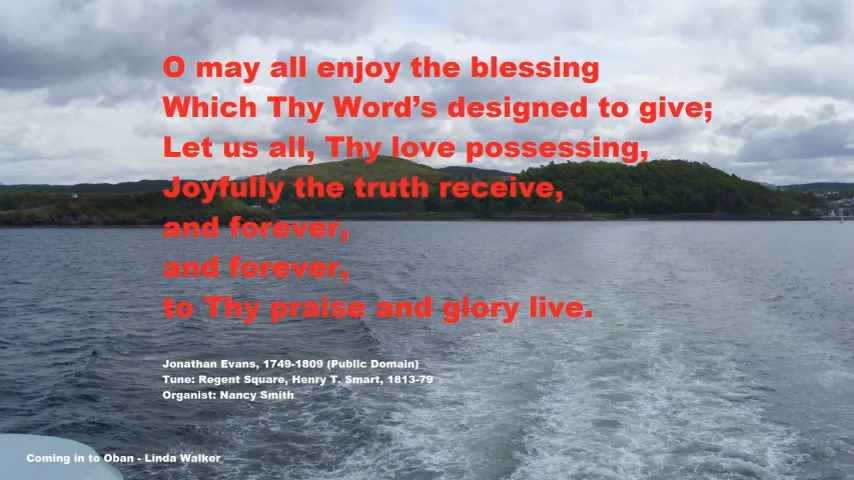 O may all enjoy the blessing
Which Thy Word’s designed to give;
Let us all, Thy love possessing,
Joyfully the truth receive,
and forever,
and forever,
to Thy praise and glory live.
Jonathan Evans, 1749-1809 (Public Domain)
Tune: Regent Square, Henry T. Smart, 1813-79
Organist: Nancy Smith
Coming in to Oban - Linda Walker